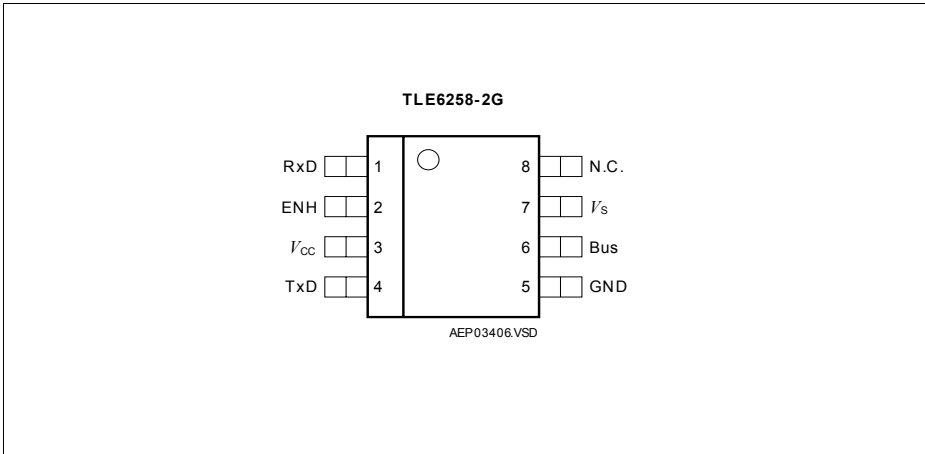 TLE6258-2G
RxD 1 8 N.C.
ENH 2 7 VS
VCC 3 6 Bus
TxD 4 5 GND
AEP03406.VSD